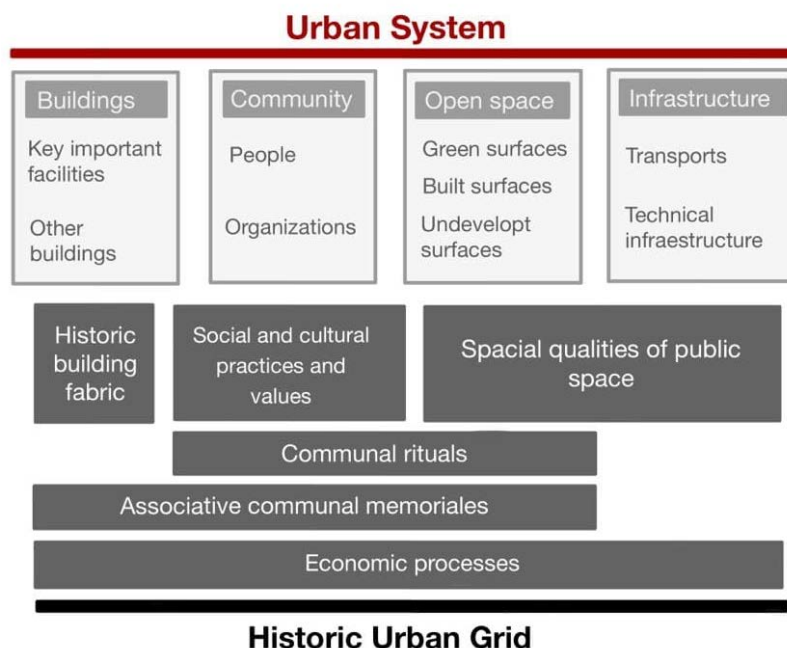 Urban System
Buildings
Key important
facilities
Other
buildings
Community
People
Organizations
Open space
Green surfaces
Built surfaces
Undevelopt
surfaces
Infrastructure
Transports
Technical
infraestructure
Historic
building
fabric
Social and cultural
practices and
values
Spacial qualities of public
space
Communal rituals
Associative communal memoriales
Economic processes
Historic Urban Grid